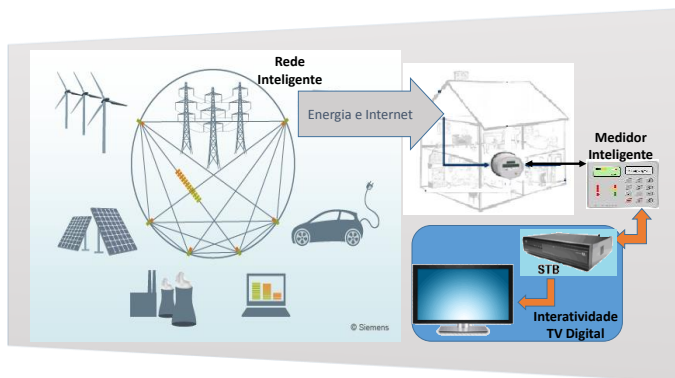 Rede
Inteligente
Energia e Internet
Medidor
Inteligente
STB
Interatividade
TV Digital
© Siemens